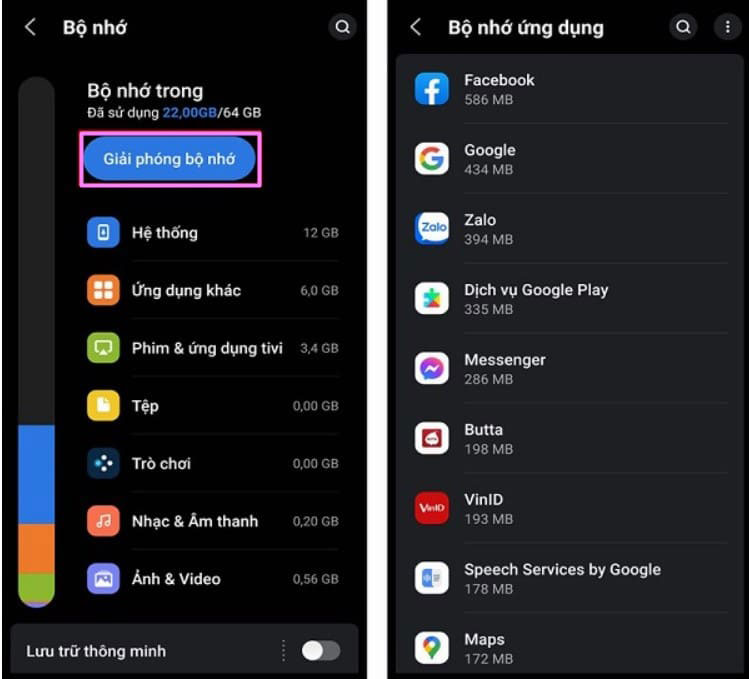 Bộ nhớ
Bộ nhớ trong
Đã sử dụng 22,00GB/64 GB
Giải phóng bộ nhớ
Hệ thống 12 GB
Ứng dụng khác 6,0 GB
Phim & ứng dụng tivi 3,4 GB
Tệp 0,00 GB
Trò chơi 0,00 GB
Nhạc & Âm thanh 0,20 GB
Ảnh & Video 0,56 GB
Lưu trữ thông minh
Bộ nhớ ứng dụng
Facebook
586 MB
Google
434 MB
Zalo
Zalo
394 MB
Dịch vụ Google Play
335 MB
Messenger
286 MB
Butta
198 MB
VinID
VinID
193 MB
Speech Services by Google
178 MB
Maps
172 MB